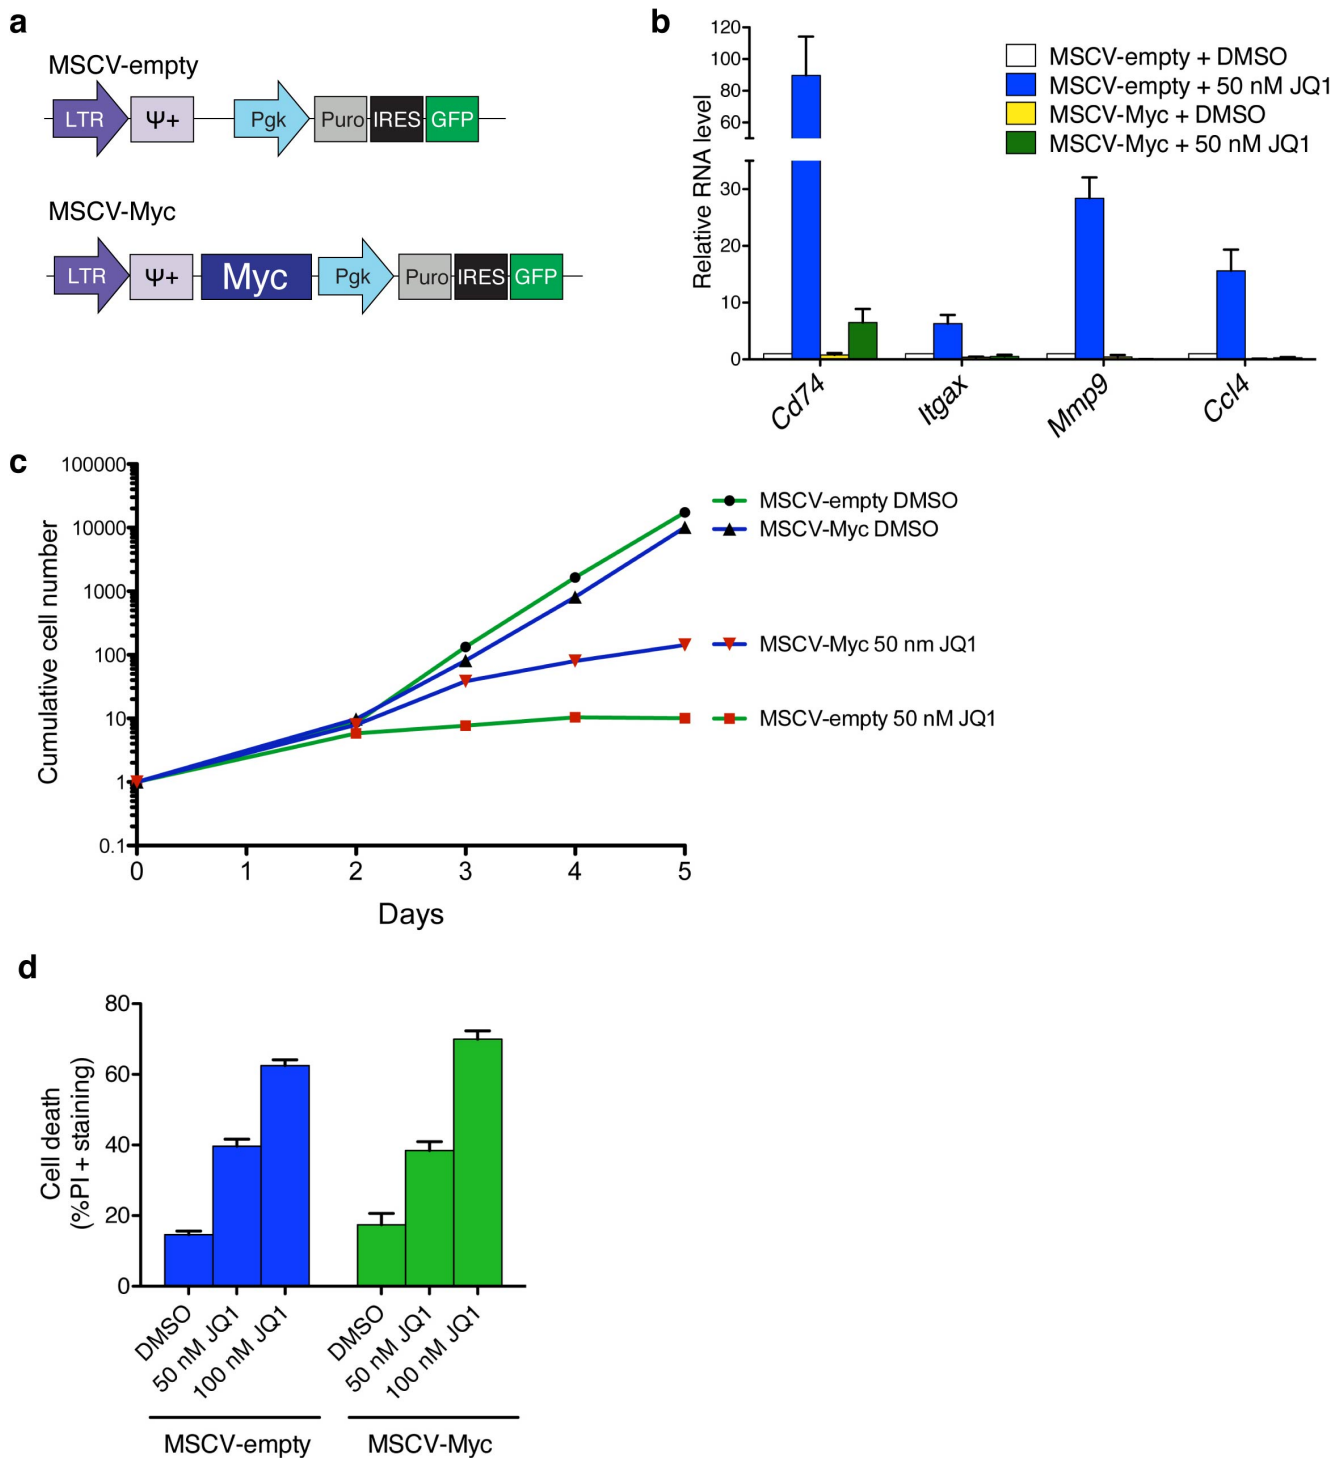 a
MSCV-empty
LTR Ψ+ Pgk Puro IRES GFP
MSCV-Myc
LTR Ψ+ Myc Pgk Puro IRES GFP
b
Relative RNA level
120
100
80
60
30
20
10
0
MSCV-empty + DMSO
MSCV-empty + 50 nM JQ1
MSCV-Myc + DMSO
MSCV-Myc + 50 nM JQ1
Cd74
Itgax
Mmp9
Ccl4
c
Cumulative cell number
100000
10000
1000
100
10
1
0.1
0 1 2 3 4 5
Days
MSCV-empty DMSO
MSCV-Myc DMSO
MSCV-Myc 50 nm JQ1
MSCV-empty 50 nM JQ1
d
Cell death
(%PI + staining)
80
60
40
20
0
DMSO
50 nM JQ1
100 nM JQ1
DMSO
50 nM JQ1
100 nM JQ1
MSCV-empty
MSCV-Myc